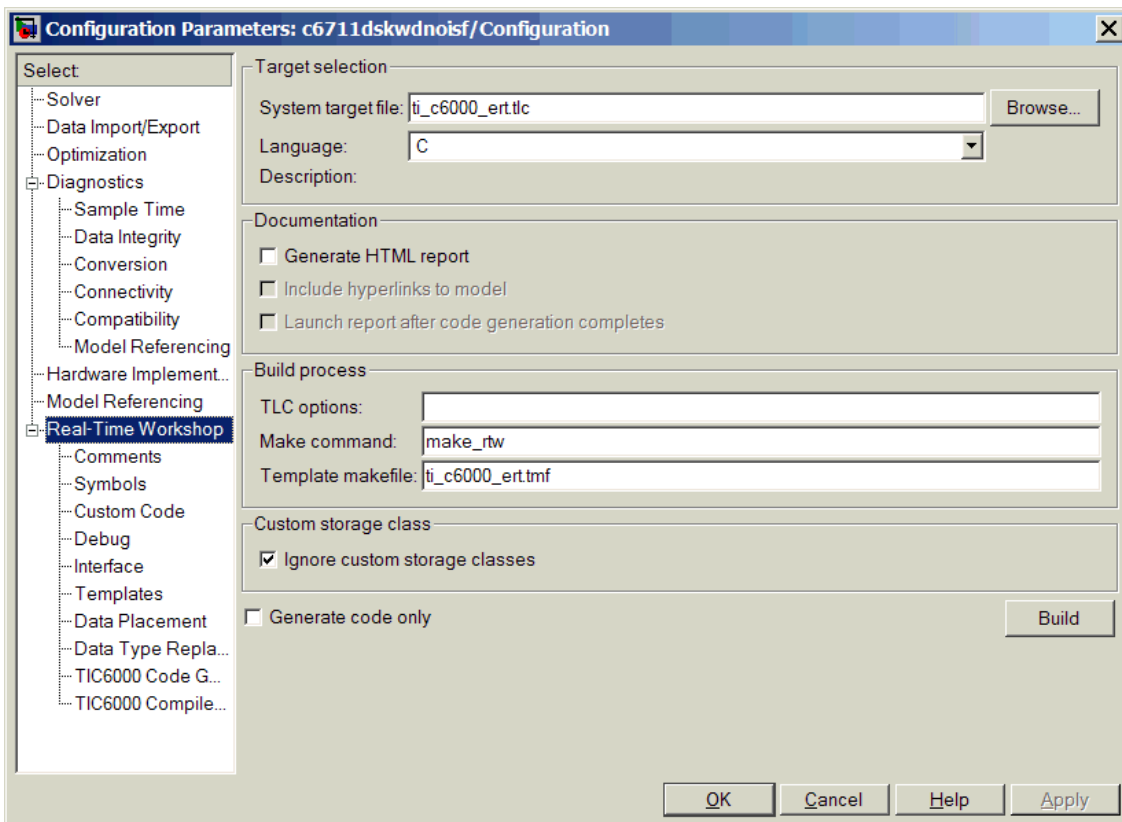 Configuration Parameters: c6711dskwdnoisf/Configuration
Select:
Solver
Data Import/Export
Optimization
Diagnostics
Sample Time
Data Integrity
Conversion
Connectivity
Compatibility
Model Referencing
Hardware Implement...
Model Referencing
Real-Time Workshop
Comments
Symbols
Custom Code
Debug
Interface
Templates
Data Placement
Data Type Repla...
TIC6000 Code G...
TIC6000 Compile...
Target selection
System target file: ti_c6000_ert.tlc Browse...
Language: C
Description:
Documentation
Generate HTML report
Include hyperlinks to model
Launch report after code generation completes
Build process
TLC options:
Make command: make_rtw
Template makefile: ti_c6000_ert.tmf
Custom storage class
Ignore custom storage classes
Generate code only Build
OK Cancel Help Apply